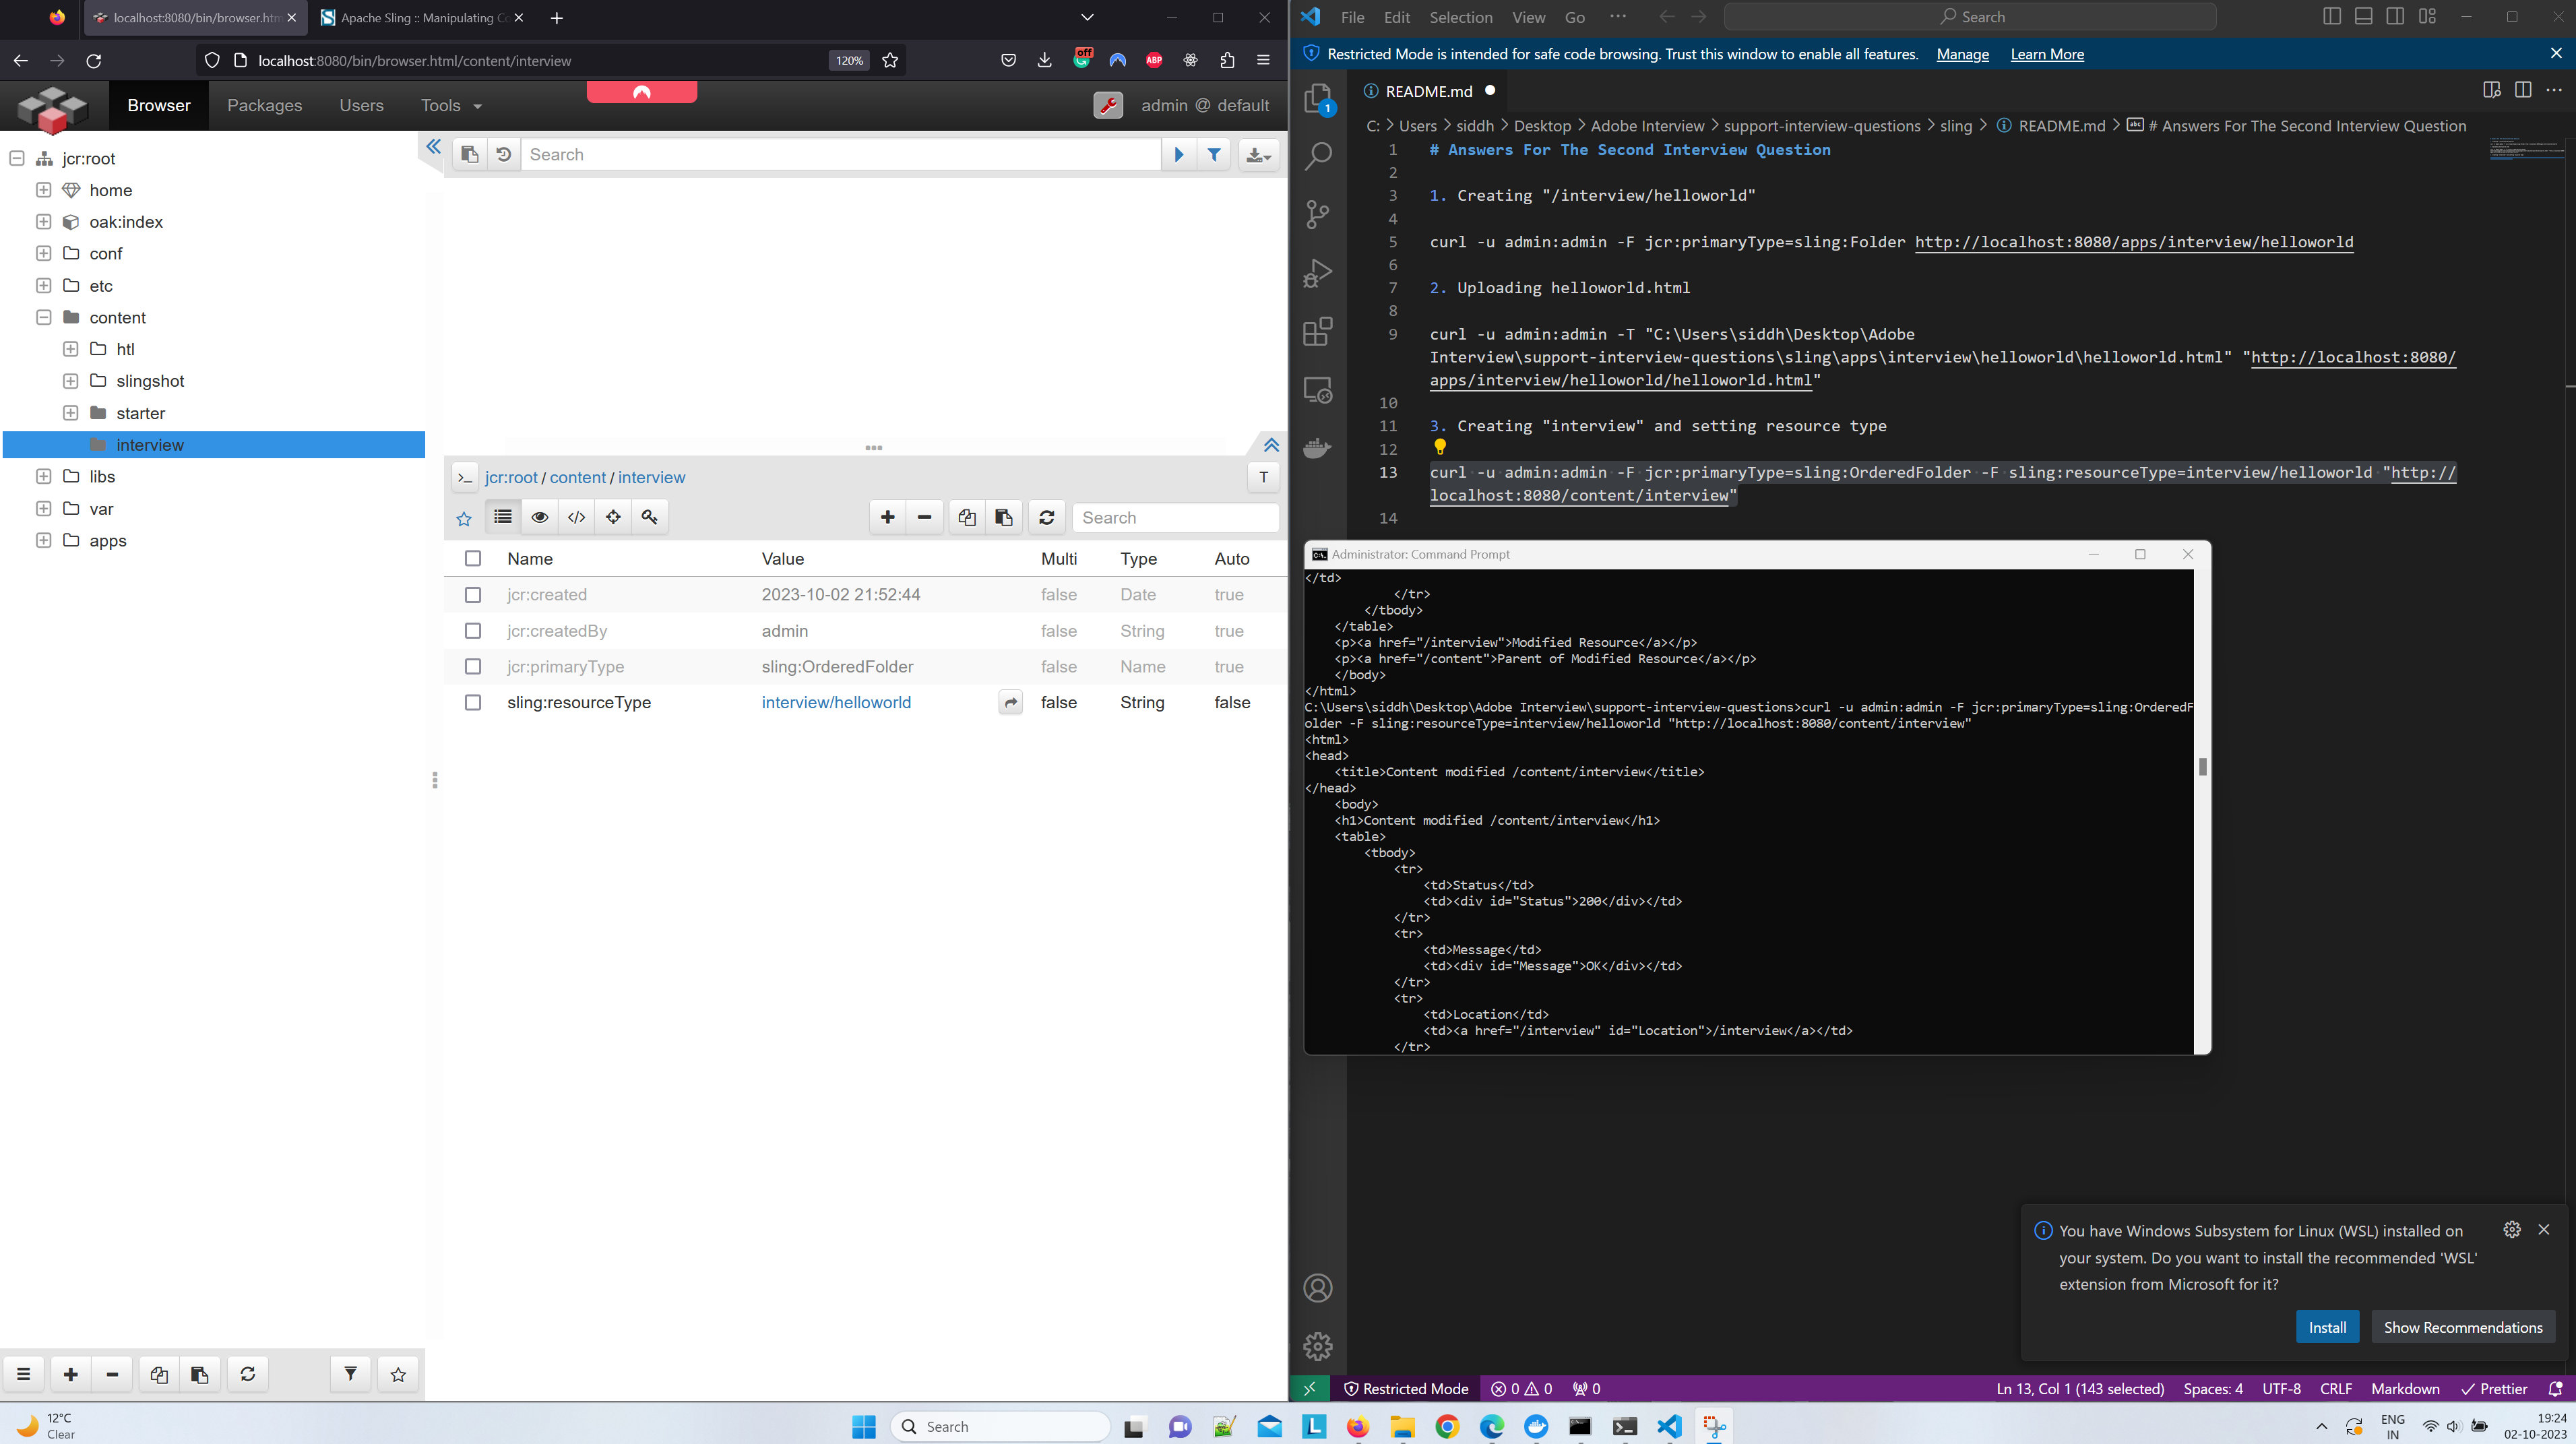 localhost:8080/bin/browser.htm
Apache Sling :: Manipulating Co
localhost:8080/bin/browser.html/content/interview
120%
off
ABP
Browser
Packages
Users
Tools
admin @ default
jcr:root
home
oak:index
conf
etc
content
htl
slingshot
starter
interview
libs
var
apps
Search
jcr:root / content / interview
T
Search
Name Value Multi Type Auto
jcr:created 2023-10-02 21:52:44 false Date true
jcr:createdBy admin false String true
jcr:primaryType sling:OrderedFolder false Name true
sling:resourceType interview/helloworld false String false
File Edit Selection View Go ···
Search
Restricted Mode is intended for safe code browsing. Trust this window to enable all features. Manage Learn More
1
README.md
C: > Users > siddh > Desktop > Adobe Interview > support-interview-questions > sling > README.md > # Answers For The Second Interview Question
1 # Answers For The Second Interview Question
2
3 1. Creating "/interview/helloworld"
4
5 curl -u admin:admin -F jcr:primaryType=sling:Folder http://localhost:8080/apps/interview/helloworld
6
7 2. Uploading helloworld.html
8
9 curl -u admin:admin -T "C:\Users\siddh\Desktop\Adobe
Interview\support-interview-questions\sling\apps\interview\helloworld\helloworld.html" "http://localhost:8080/
apps/interview/helloworld/helloworld.html"
10
11 3. Creating "interview" and setting resource type
12
13 curl -u admin:admin -F jcr:primaryType=sling:OrderedFolder -F sling:resourceType=interview/helloworld "http://
localhost:8080/content/interview"
14
Administrator: Command Prompt
</td>
</tr>
</tbody>
</table>
<p><a href="/interview">Modified Resource</a></p>
<p><a href="/content">Parent of Modified Resource</a></p>
</body>
</html>
C:\Users\siddh\Desktop\Adobe Interview\support-interview-questions>curl -u admin:admin -F jcr:primaryType=sling:OrderedF
older -F sling:resourceType=interview/helloworld "http://localhost:8080/content/interview"
<html>
<head>
<title>Content modified /content/interview</title>
</head>
<body>
<h1>Content modified /content/interview</h1>
<table>
<tbody>
<tr>
<td>Status</td>
<td><div id="Status">200</div></td>
</tr>
<tr>
<td>Message</td>
<td><div id="Message">OK</div></td>
</tr>
<tr>
<td>Location</td>
<td><a href="/interview" id="Location">/interview</a></td>
</tr>
You have Windows Subsystem for Linux (WSL) installed on
your system. Do you want to install the recommended 'WSL'
extension from Microsoft for it?
Install
Show Recommendations
Restricted Mode 0 0 0
Ln 13, Col 1 (143 selected) Spaces: 4 UTF-8 CRLF Markdown Prettier
12°C
Clear
Search
ENG
IN
19:24
02-10-2023